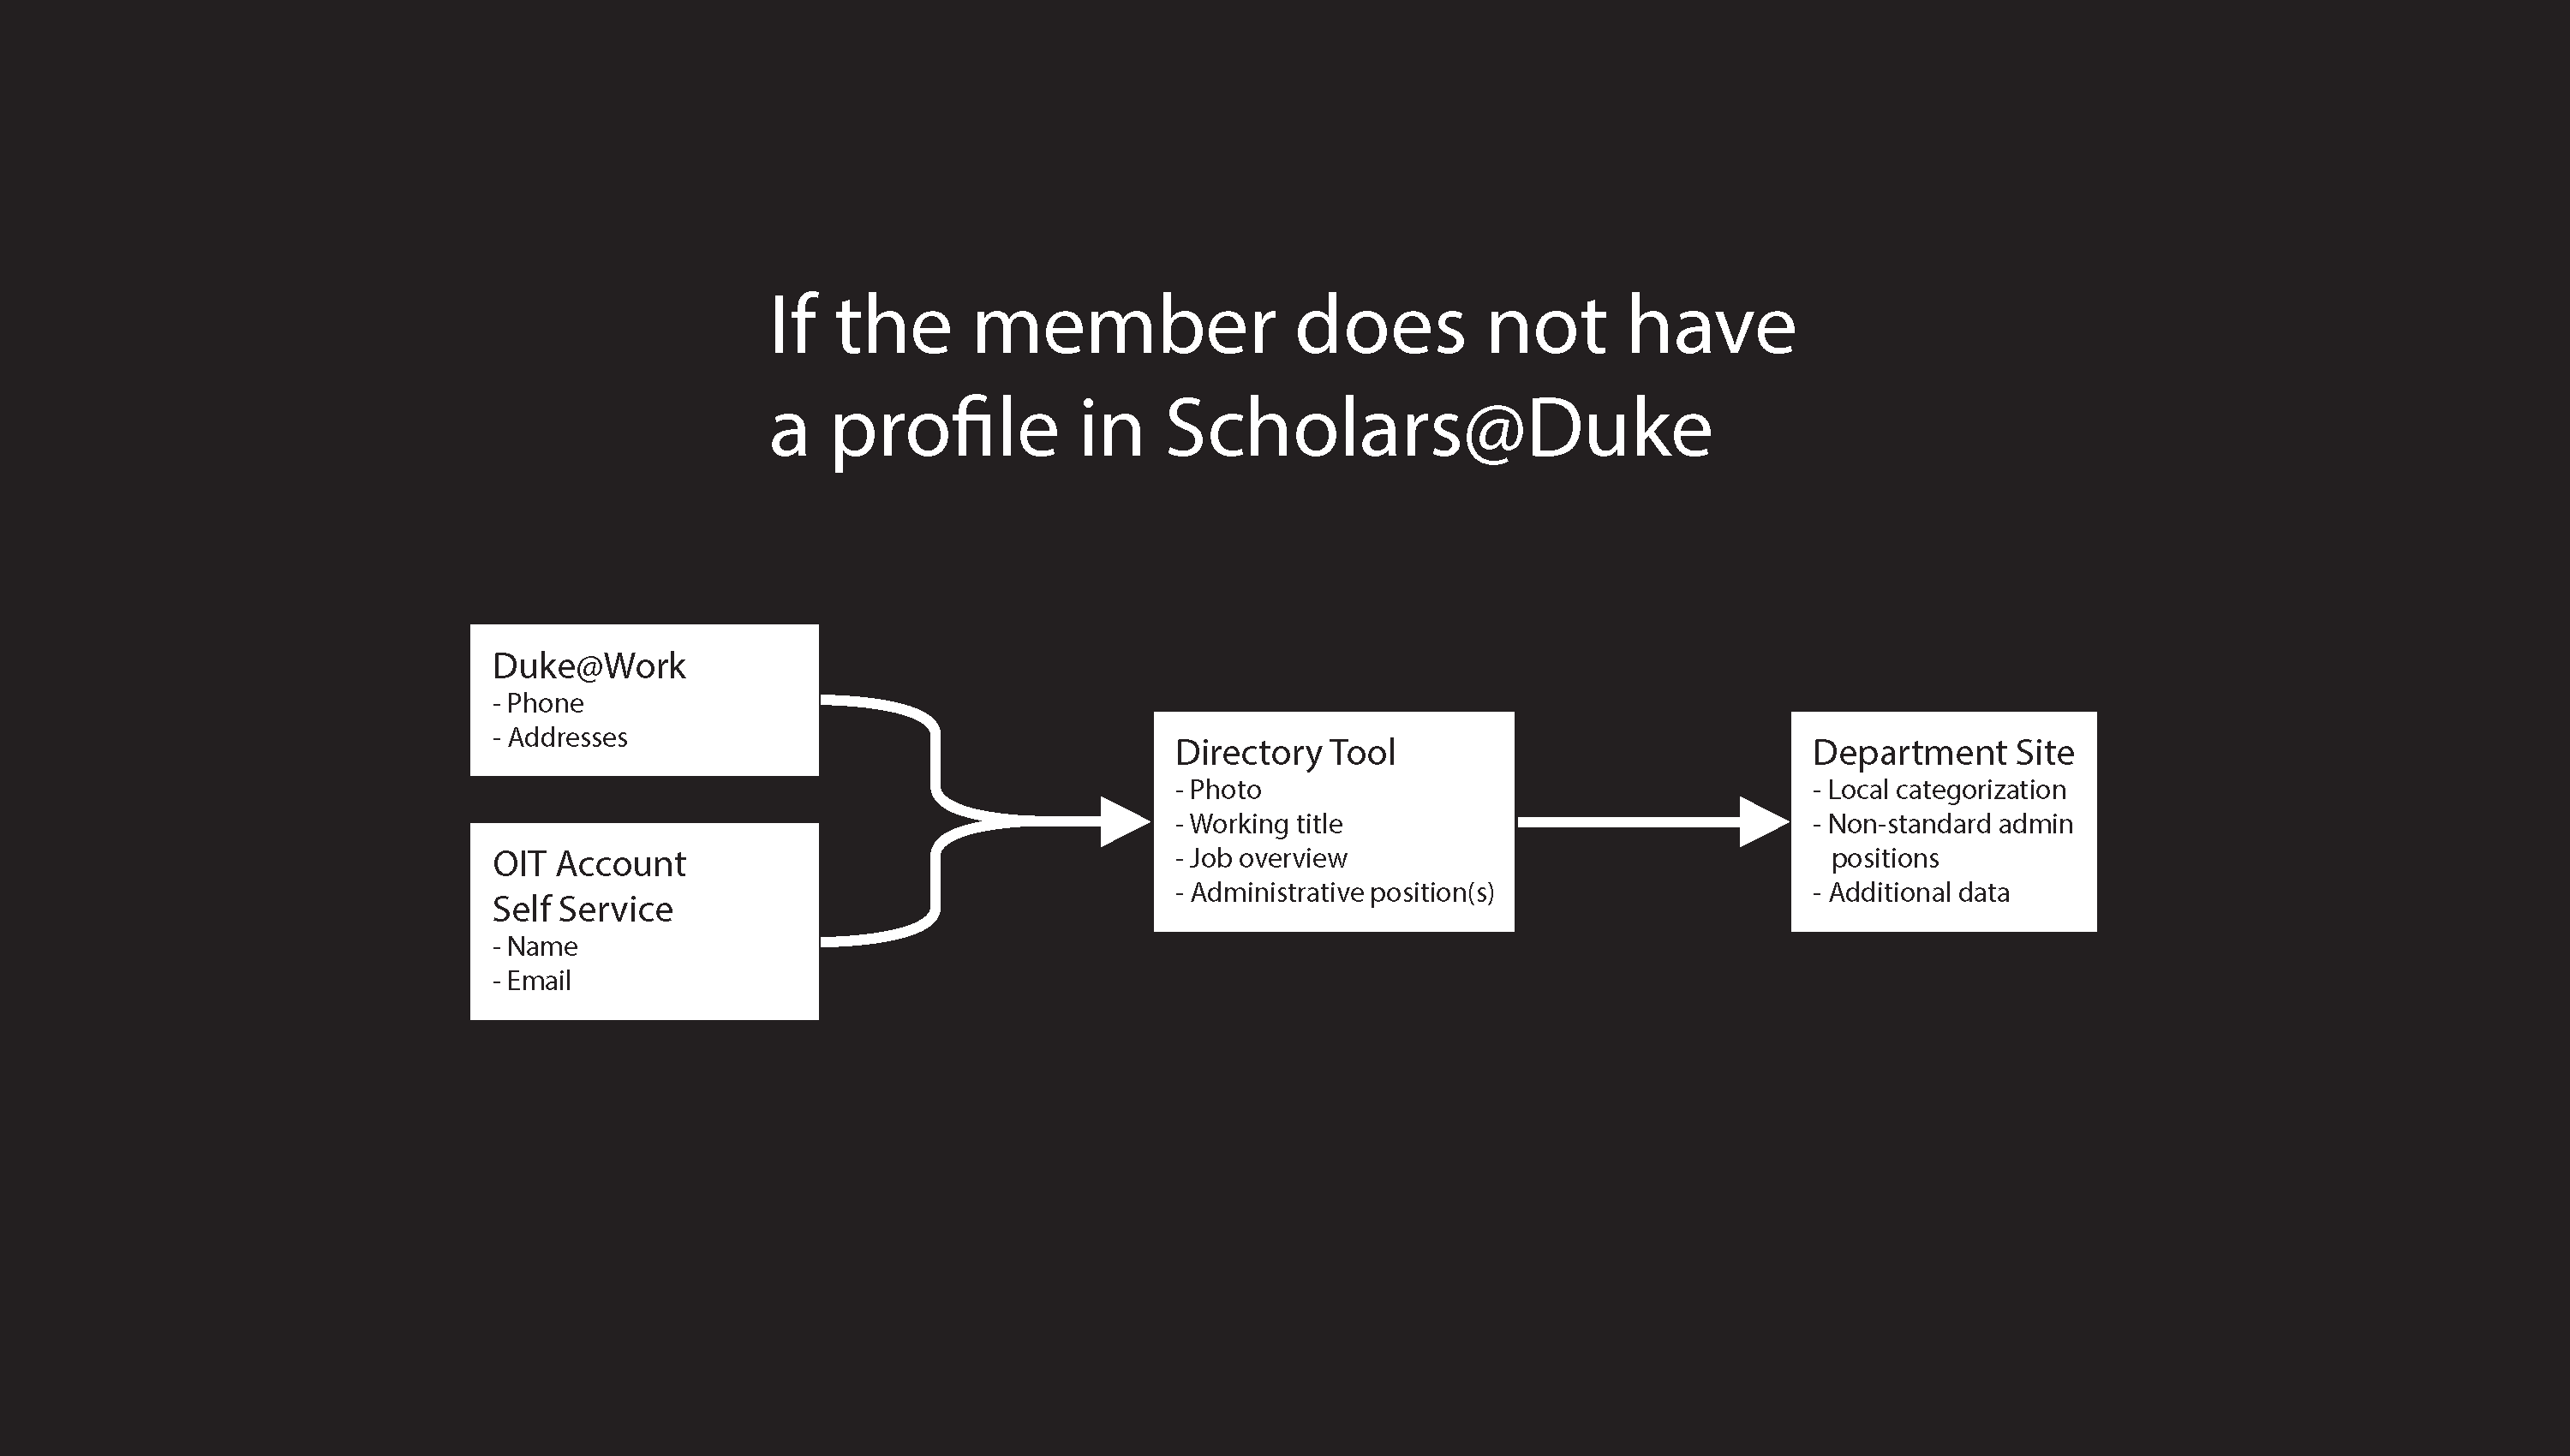 If the member does not have
a profile in Scholars@Duke
Duke@Work
- Phone
- Addresses
OIT Account
Self Service
- Name
- Email
Directory Tool
- Photo
- Working title
- Job overview
- Administrative position(s)
Department Site
- Local categorization
- Non-standard admin
positions
- Additional data